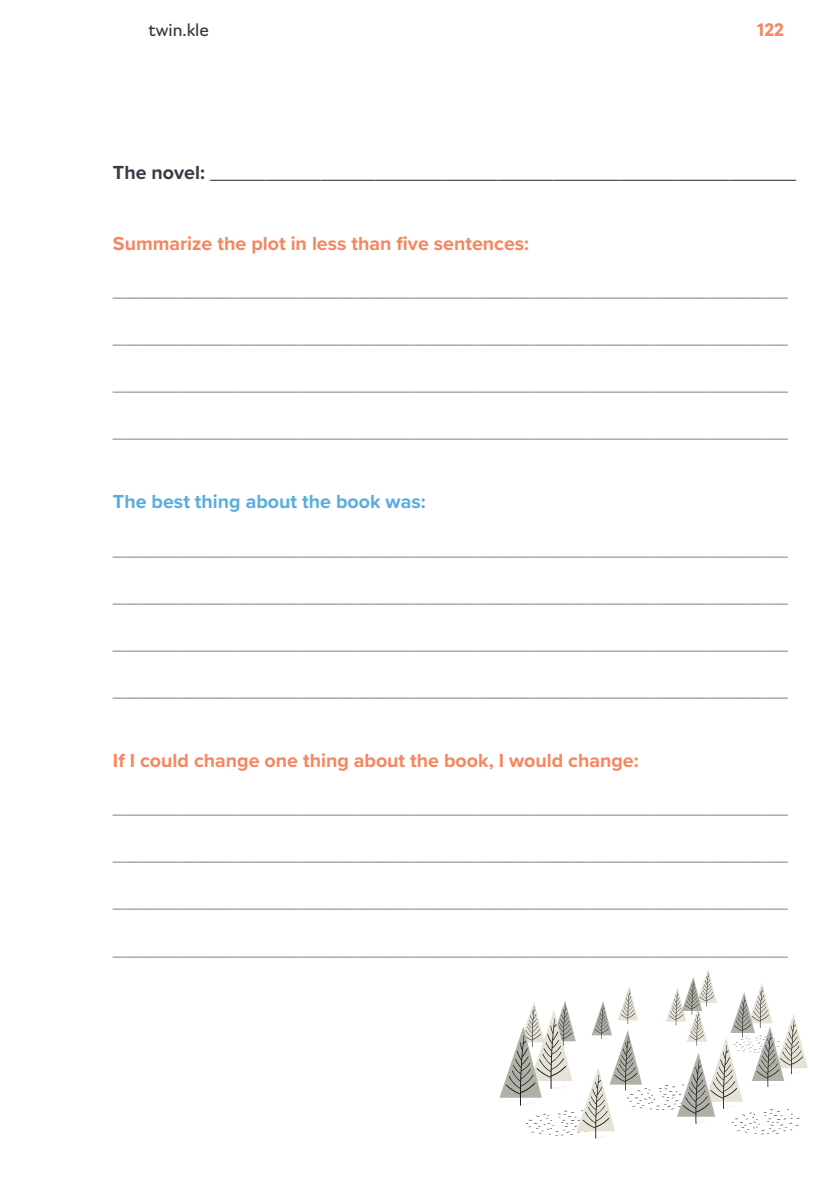 twin.kle 122
The novel:
Summarize the plot in less than five sentences:
The best thing about the book was:
If I could change one thing about the book, I would change: